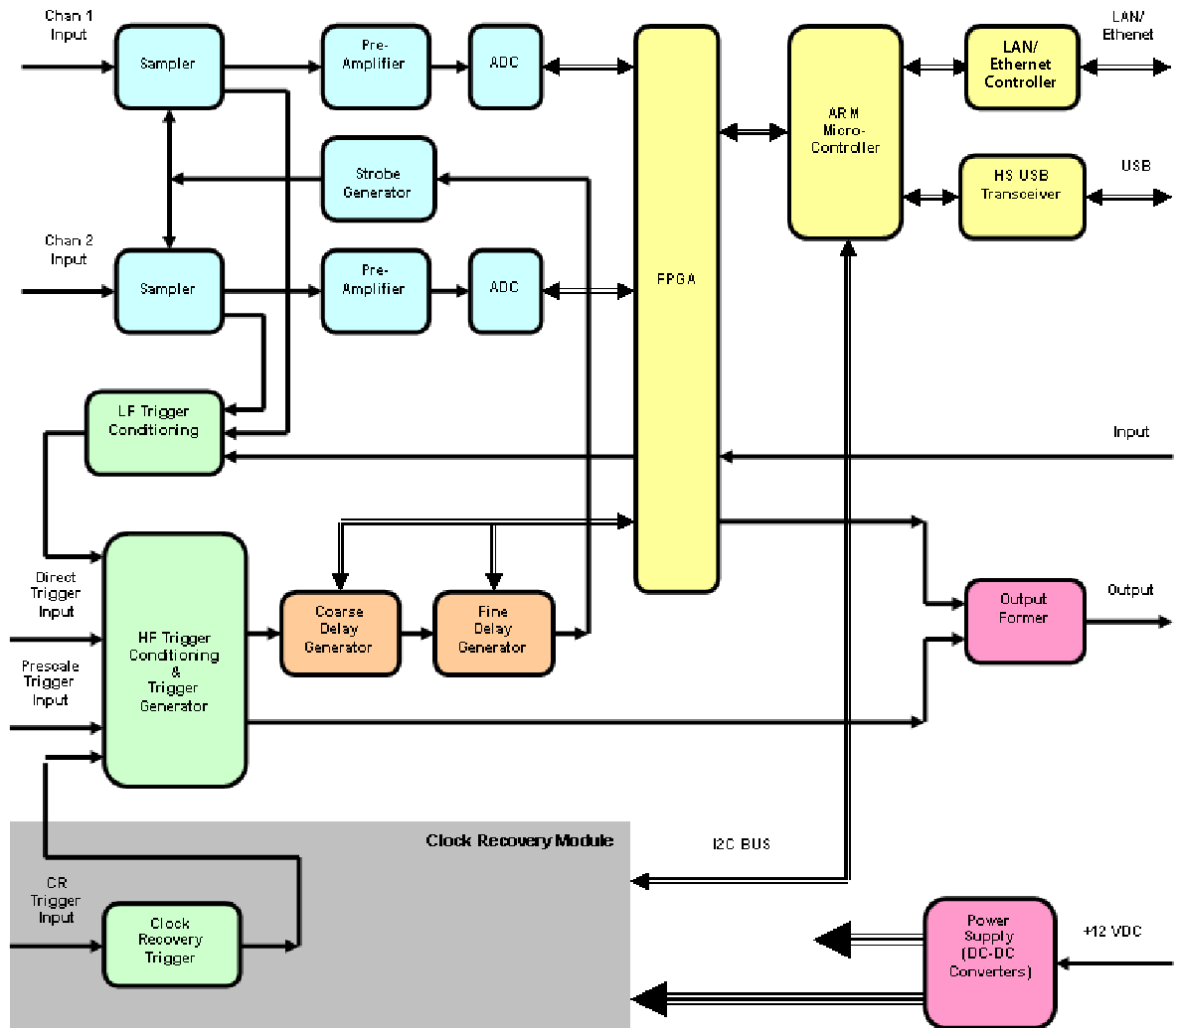 Chan 1
Input
Sampler
Pre-
Amplifier
ADC
ARM
Micro-
Controller
LAN/
Ethernet
Controller
LAN/
Ethenet
Strobe
Generator
HS USB
Transceiver
USB
Chan 2
Input
Sampler
Pre-
Amplifier
ADC
FPGA
LF Trigger
Conditioning
Input
Direct
Trigger
Input
HF Trigger
Conditioning
&
Trigger
Generator
Coarse
Delay
Generator
Fine
Delay
Generator
Output
Former
Output
Prescale
Trigger
Input
Clock Recovery Module
I2C BUS
CR
Trigger
Input
Clock
Recovery
Trigger
Power
Supply
(DC-DC
Converters)
+12 VDC